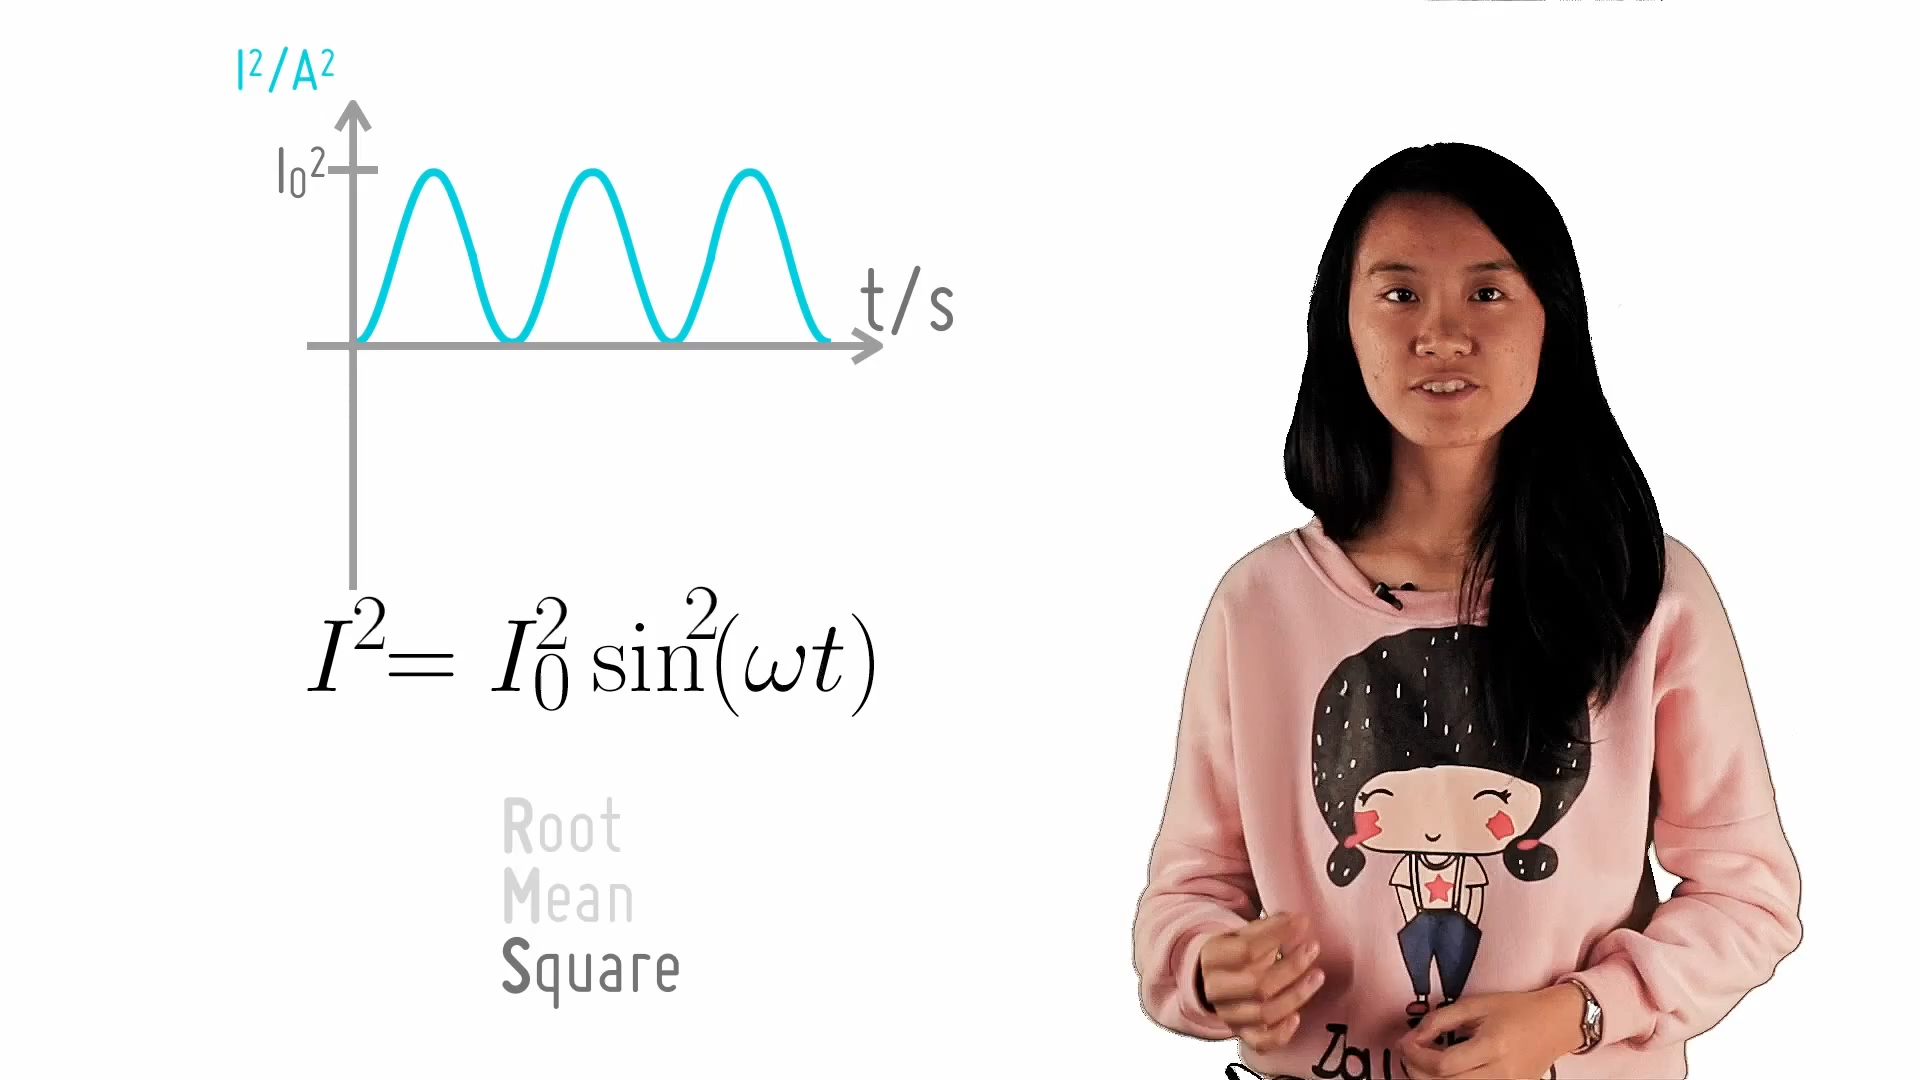 I²/A²
I₀²
t/s
I² = I₀² sin²(ωt)
Root
Mean
Square